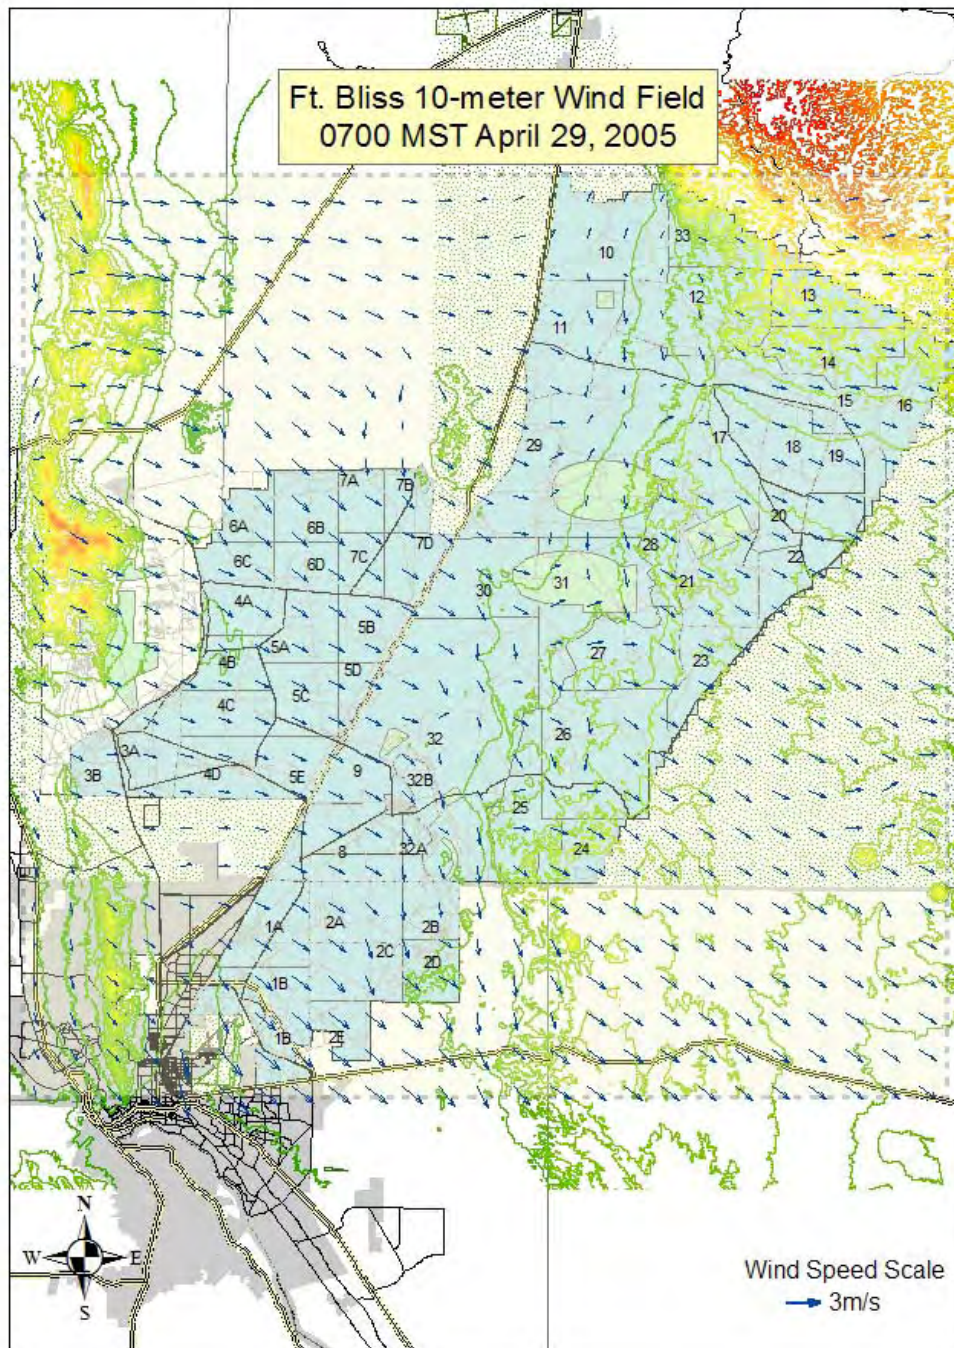 Ft. Bliss 10-meter Wind Field
0700 MST April 29, 2005
33
10
12
13
11
14
15
16
17
18
29
19
7A
7B
6A
6B
20
7D
28
22
6C
6D
7C
21
31
30
4A
5B
5A
27
4B
5D
23
5C
4C
32
26
3A
9
3B
4D
5E
32B
25
8
32A
24
1A
2A
2B
2C
2D
1B
1B
2E
N
W
E
S
Wind Speed Scale
3m/s